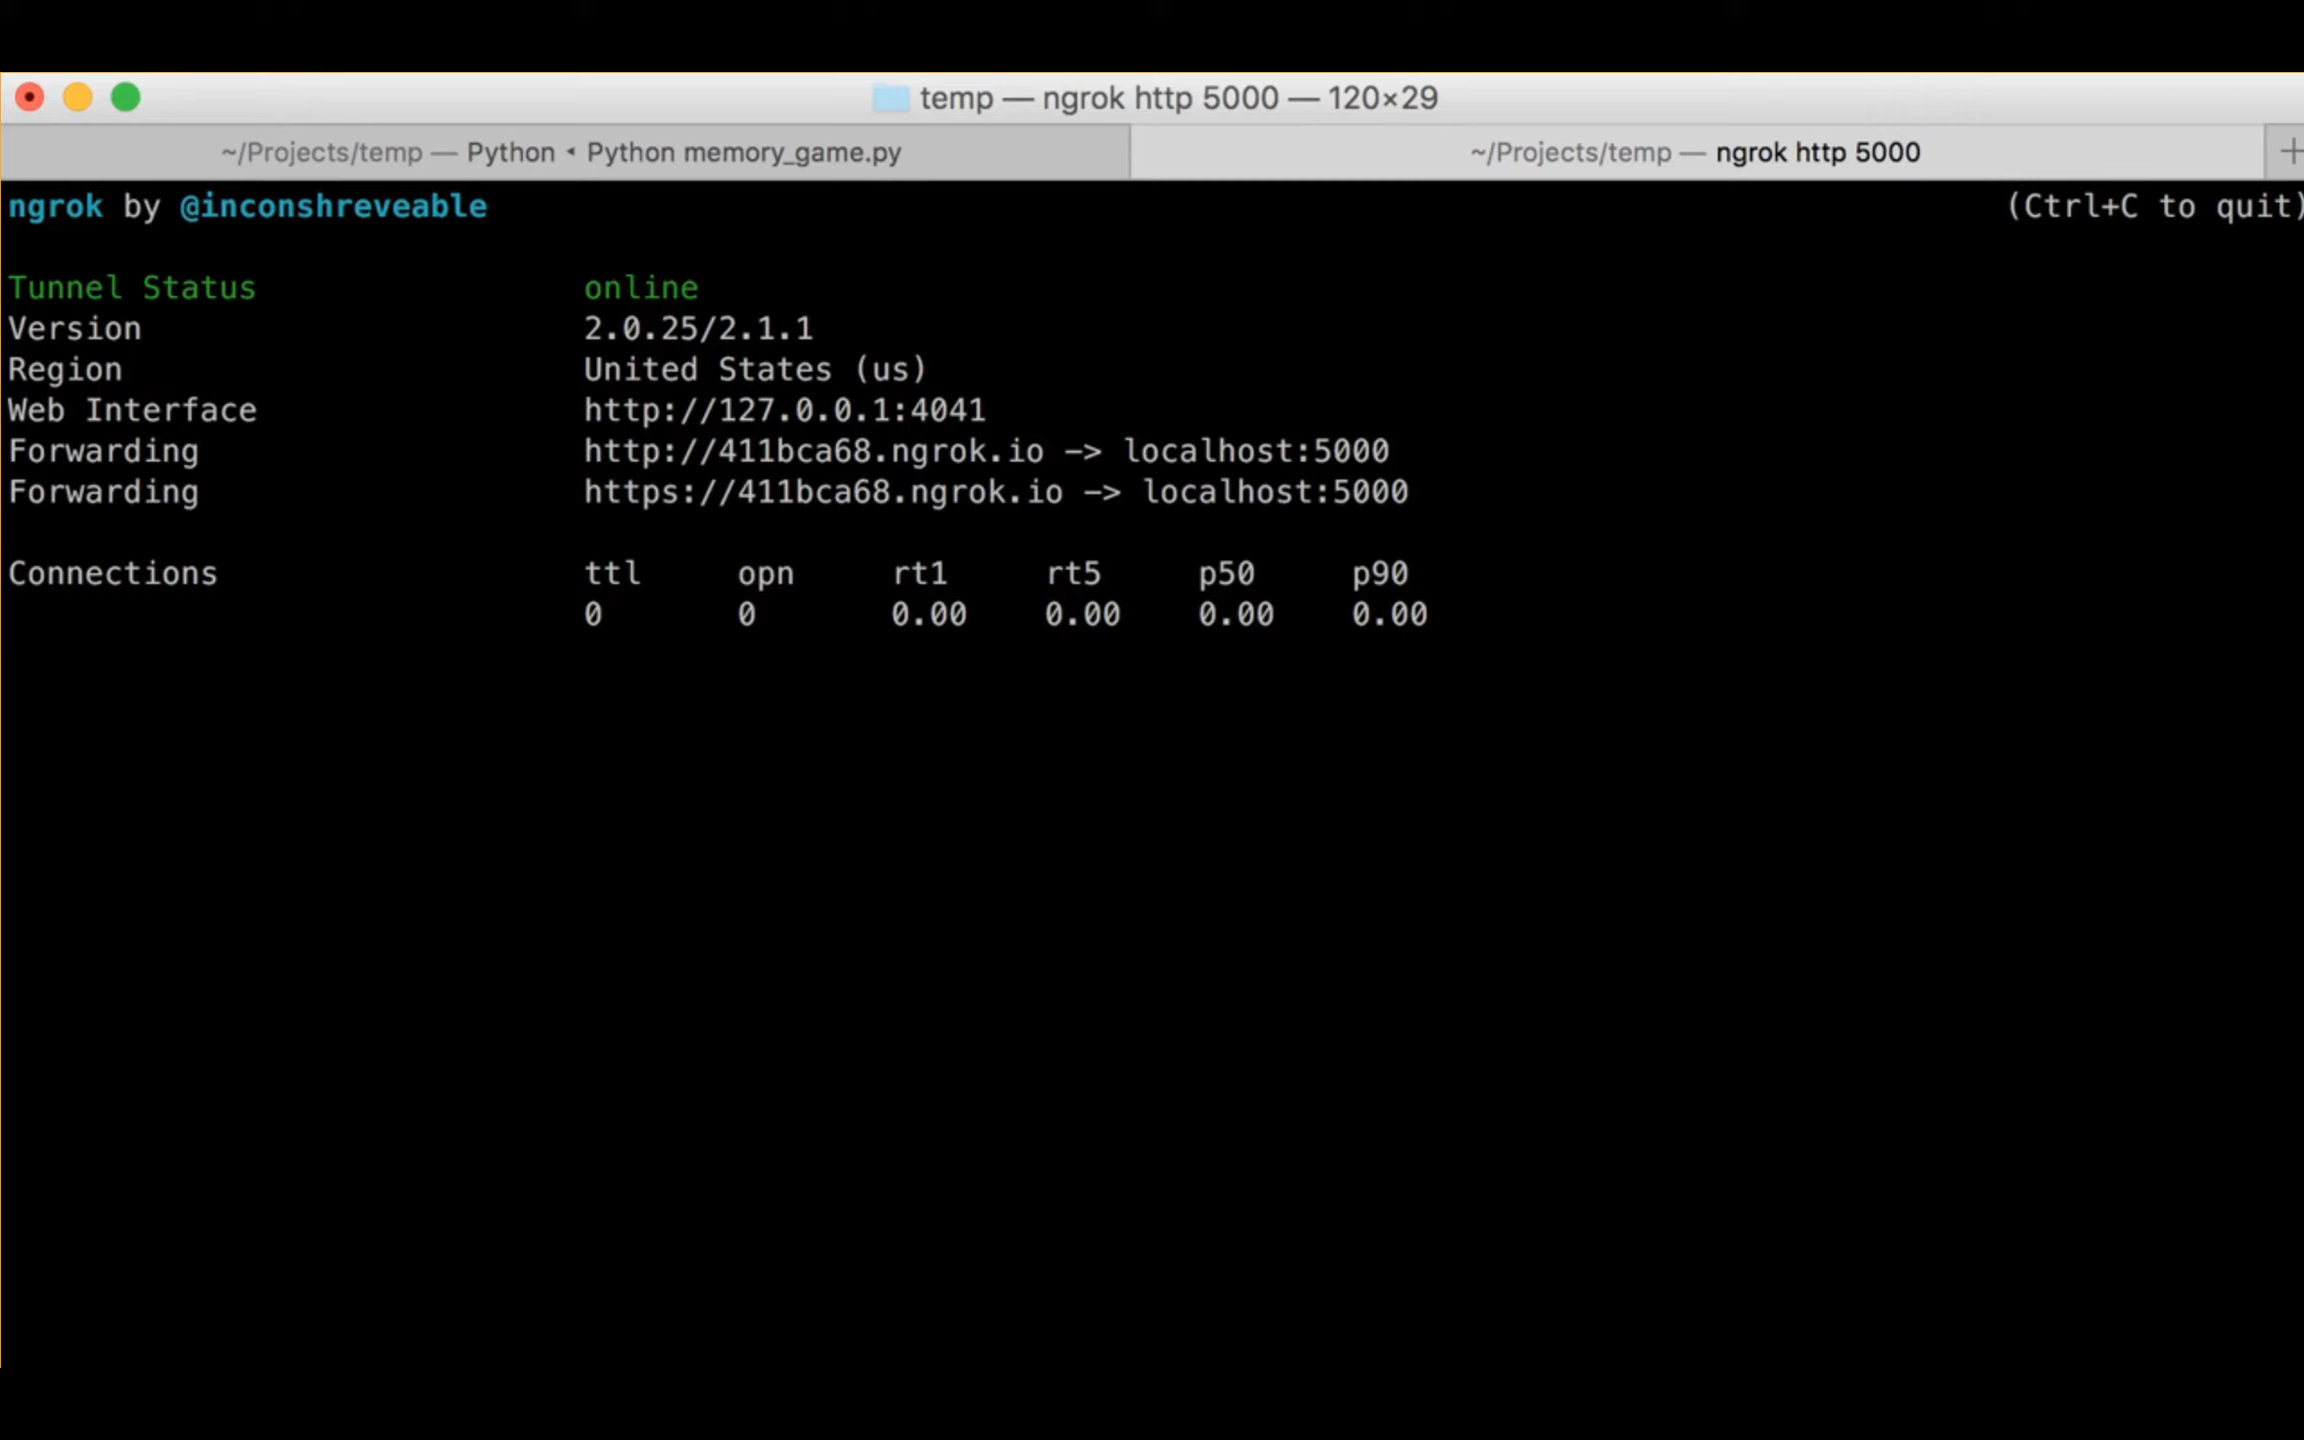 temp — ngrok http 5000 — 120×29
~/Projects/temp — Python ◂ Python memory_game.py
~/Projects/temp — ngrok http 5000
ngrok by @inconshreveable (Ctrl+C to quit)
Tunnel Status online
Version 2.0.25/2.1.1
Region United States (us)
Web Interface http://127.0.0.1:4041
Forwarding http://411bca68.ngrok.io -> localhost:5000
Forwarding https://411bca68.ngrok.io -> localhost:5000
Connections ttl opn rt1 rt5 p50 p90
0 0 0.00 0.00 0.00 0.00